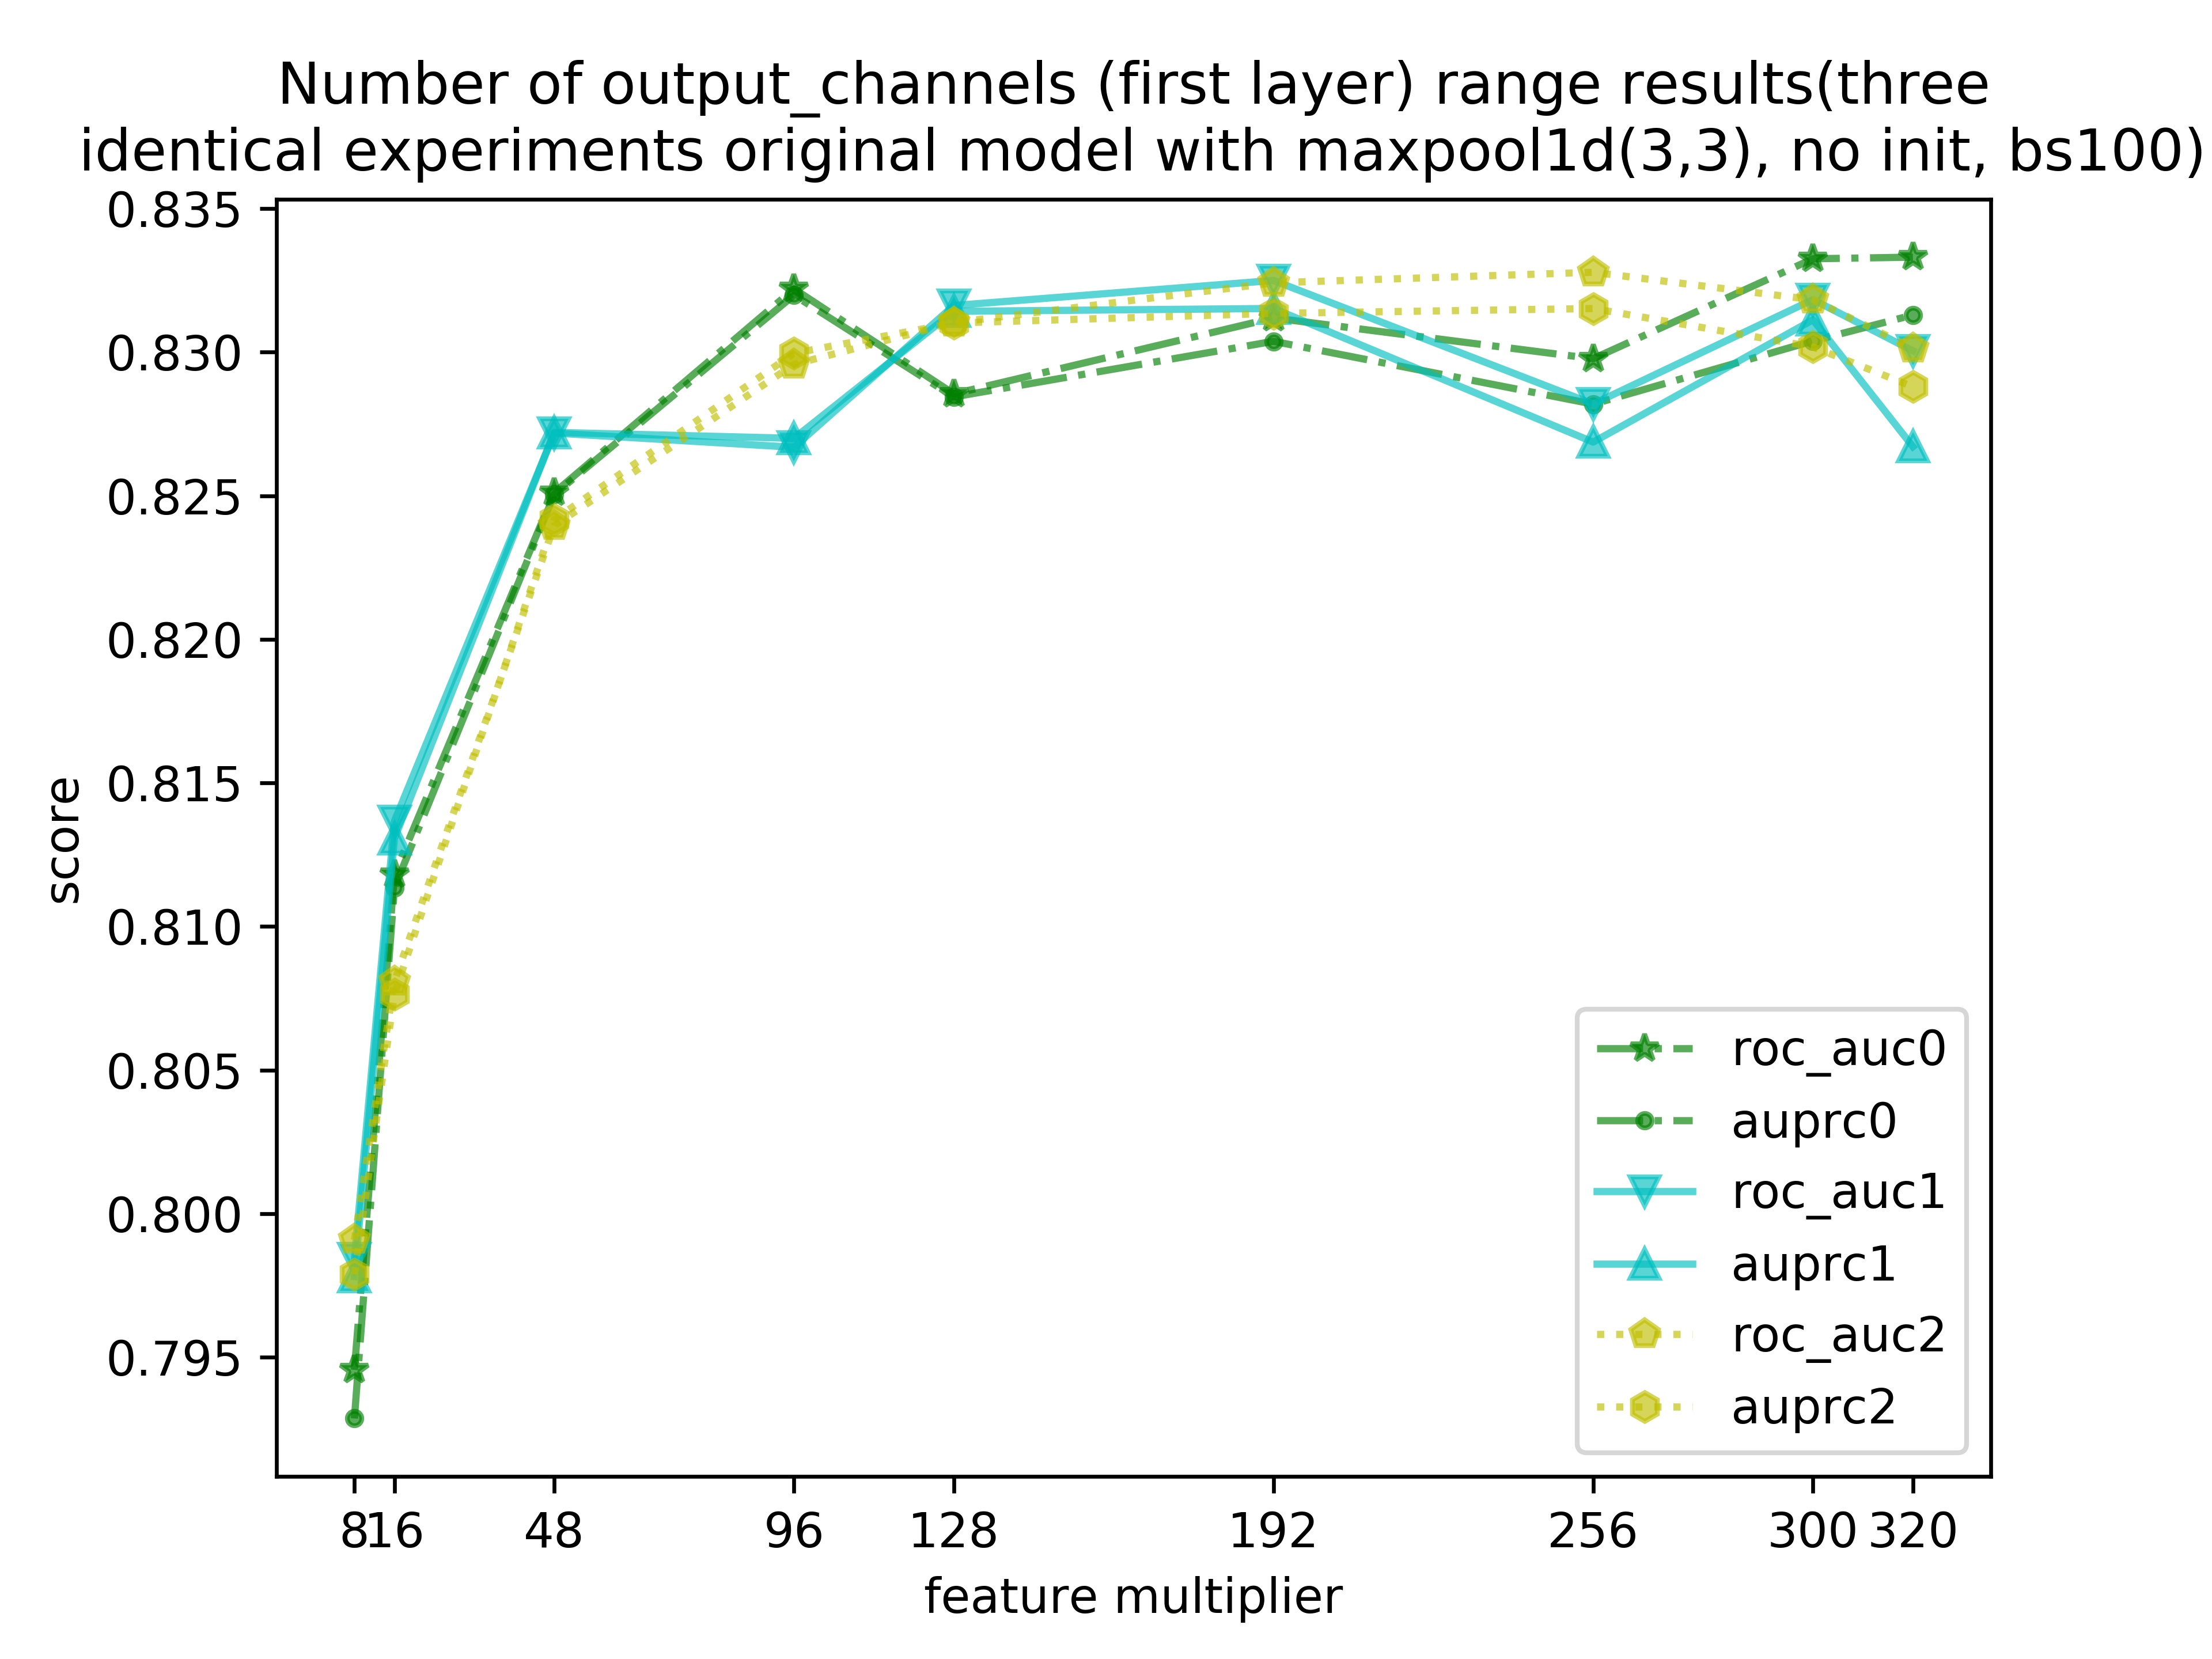 Number of output_channels (first layer) range results(three
identical experiments original model with maxpool1d(3,3), no init, bs100)
0.835
0.830
0.825
0.820
0.815
0.810
0.805
0.800
0.795
score
roc_auc0
auprc0
roc_auc1
auprc1
roc_auc2
auprc2
8 16 48 96 128 192 256 300 320
feature multiplier